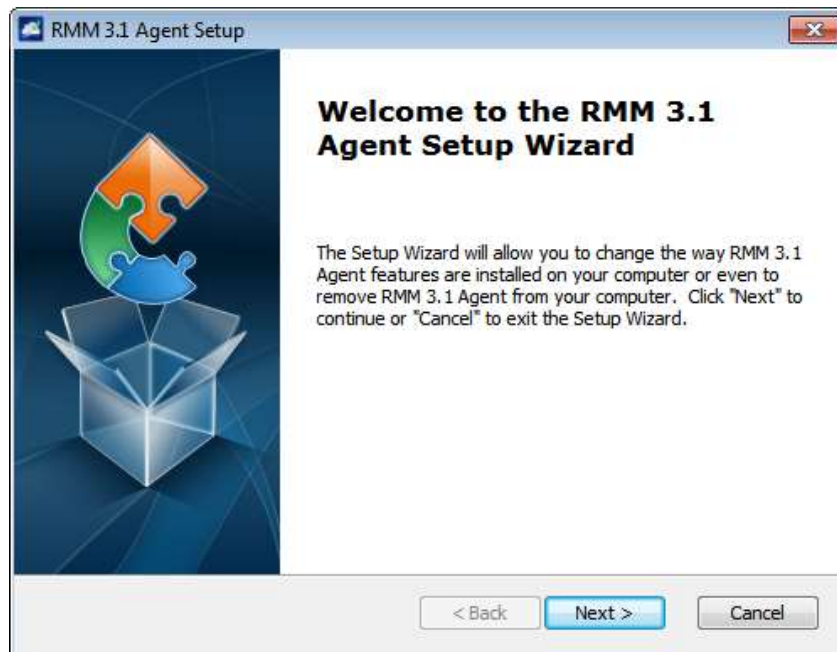 RMM 3.1 Agent Setup
Welcome to the RMM 3.1
Agent Setup Wizard
The Setup Wizard will allow you to change the way RMM 3.1
Agent features are installed on your computer or even to
remove RMM 3.1 Agent from your computer.  Click "Next" to
continue or "Cancel" to exit the Setup Wizard.
< Back Next > Cancel